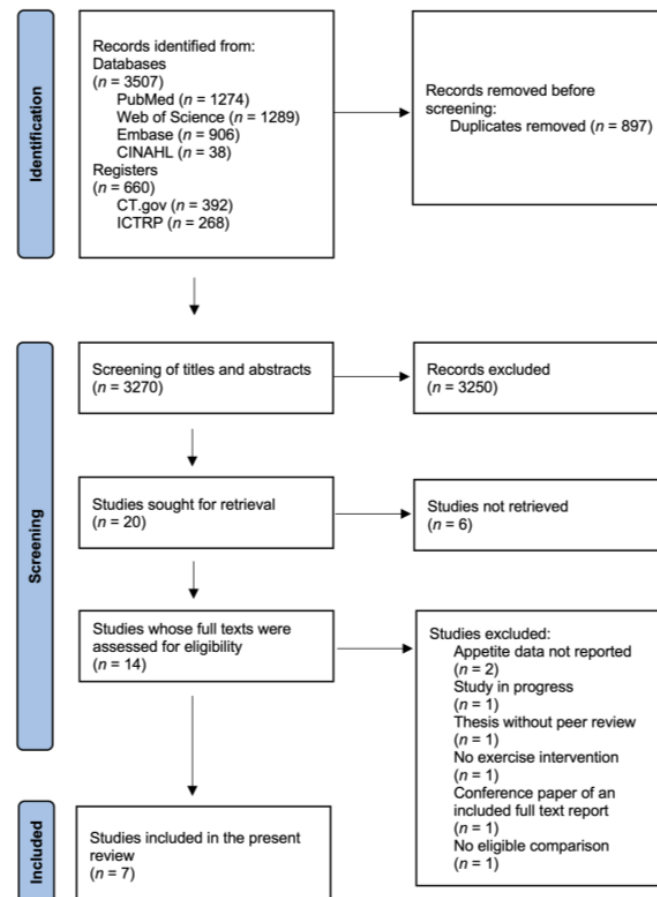 Identification
Records identified from:
Databases
(n = 3507)
PubMed (n = 1274)
Web of Science (n = 1289)
Embase (n = 906)
CINAHL (n = 38)
Registers
(n = 660)
CT.gov (n = 392)
ICTRP (n = 268)
Records removed before
screening:
Duplicates removed (n = 897)
Screening
Screening of titles and abstracts
(n = 3270)
Records excluded
(n = 3250)
Studies sought for retrieval
(n = 20)
Studies not retrieved
(n = 6)
Studies whose full texts were
assessed for eligibility
(n = 14)
Studies excluded:
Appetite data not reported
(n = 2)
Study in progress
(n = 1)
Thesis without peer review
(n = 1)
No exercise intervention
(n = 1)
Conference paper of an
included full text report
(n = 1)
No eligible comparison
(n = 1)
Included
Studies included in the present
review
(n = 7)